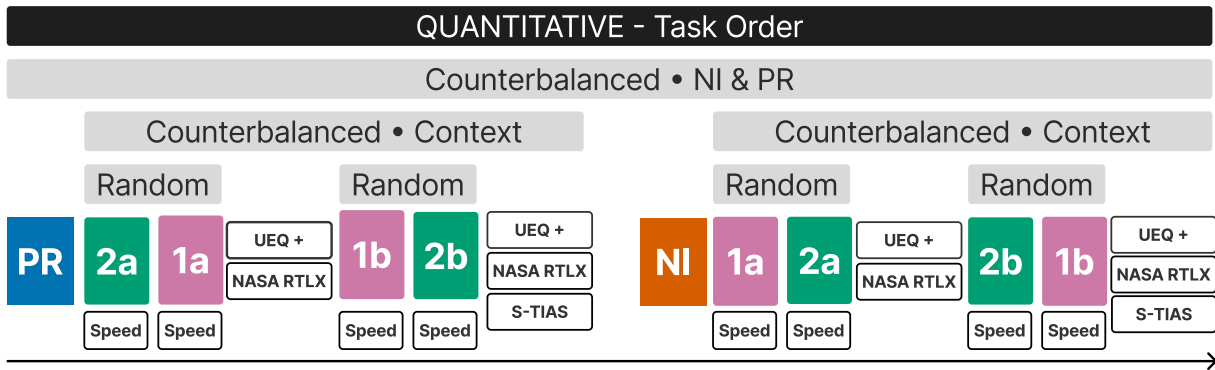 QUANTITATIVE - Task Order
Counterbalanced • NI & PR
Counterbalanced • Context
Counterbalanced • Context
Random
Random
Random
Random
PR
2a
1a
UEQ +
NASA RTLX
1b
2b
UEQ +
NASA RTLX
S-TIAS
Speed
Speed
Speed
Speed
NI
1a
2a
UEQ +
NASA RTLX
2b
1b
UEQ +
NASA RTLX
S-TIAS
Speed
Speed
Speed
Speed